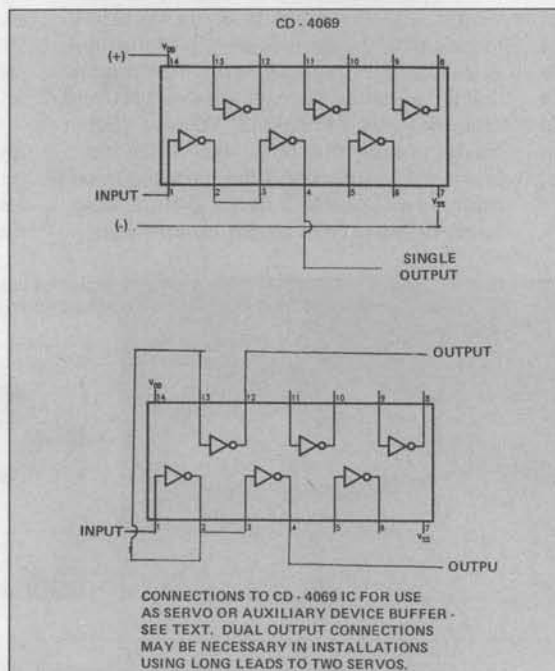 CD - 4069
(+)
VDD
14 13 12 11 10 9 8
INPUT
1 2 3 4 5 6 7
VSS
(-)
SINGLE
OUTPUT
OUTPUT
VDD
14 13 12 11 10 9 8
INPUT
1 2 3 4 5 6 7
VSS
OUTPU
CONNECTIONS TO CD - 4069 IC FOR USE
AS SERVO OR AUXILIARY DEVICE BUFFER -
SEE TEXT. DUAL OUTPUT CONNECTIONS
MAY BE NECESSARY IN INSTALLATIONS
USING LONG LEADS TO TWO SERVOS.